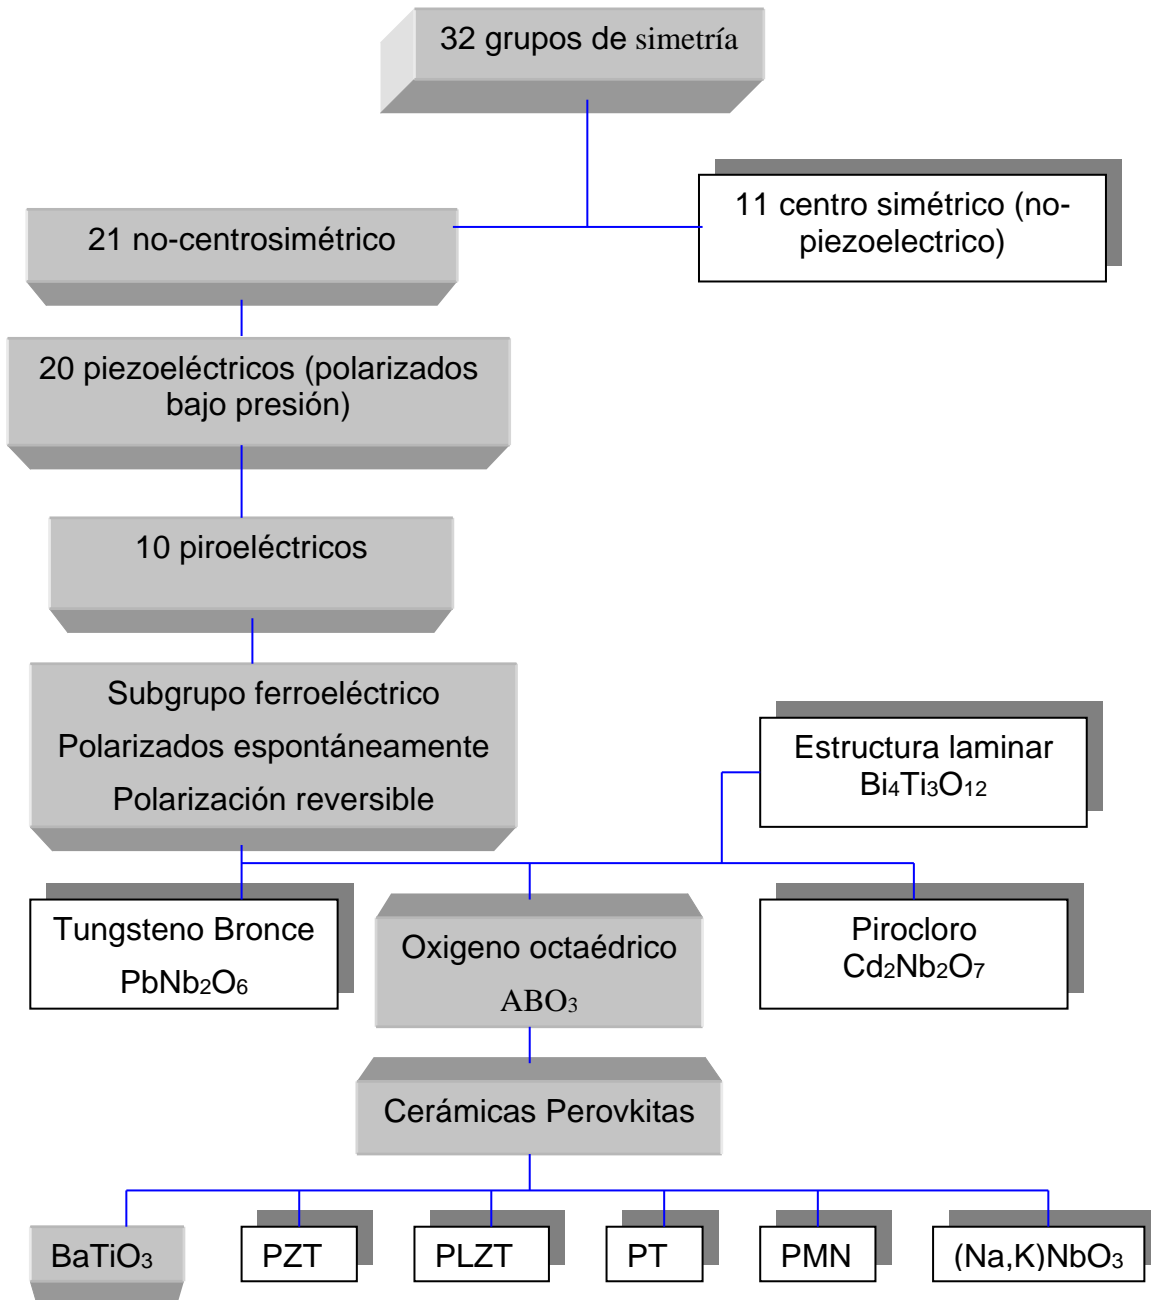 32 grupos de simetría
11 centro simétrico (no-
piezoelectrico)
21 no-centrosimétrico
20 piezoeléctricos (polarizados
bajo presión)
10 piroeléctricos
Subgrupo ferroeléctrico
Polarizados espontáneamente
Polarización reversible
Estructura laminar
Bi₄Ti₃O₁₂
Tungsteno Bronce
PbNb₂O₆
Oxigeno octaédrico
ABO₃
Pirocloro
Cd₂Nb₂O₇
Cerámicas Perovkitas
BaTiO₃
PZT
PLZT
PT
PMN
(Na,K)NbO₃